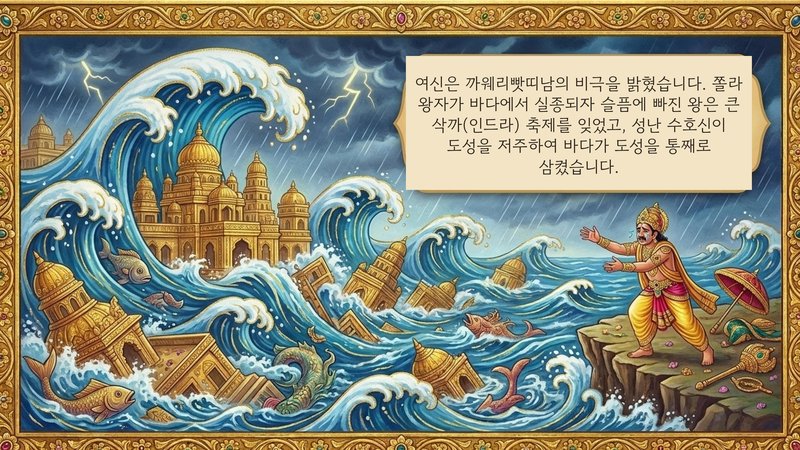 여신은 까웨리빳띠남의 비극을 밝혔습니다. 쫄라
왕자가 바다에서 실종되자 슬픔에 빠진 왕은 큰
삭까(인드라) 축제를 잊었고, 성난 수호신이
도성을 저주하여 바다가 도성을 통째로
삼켰습니다.